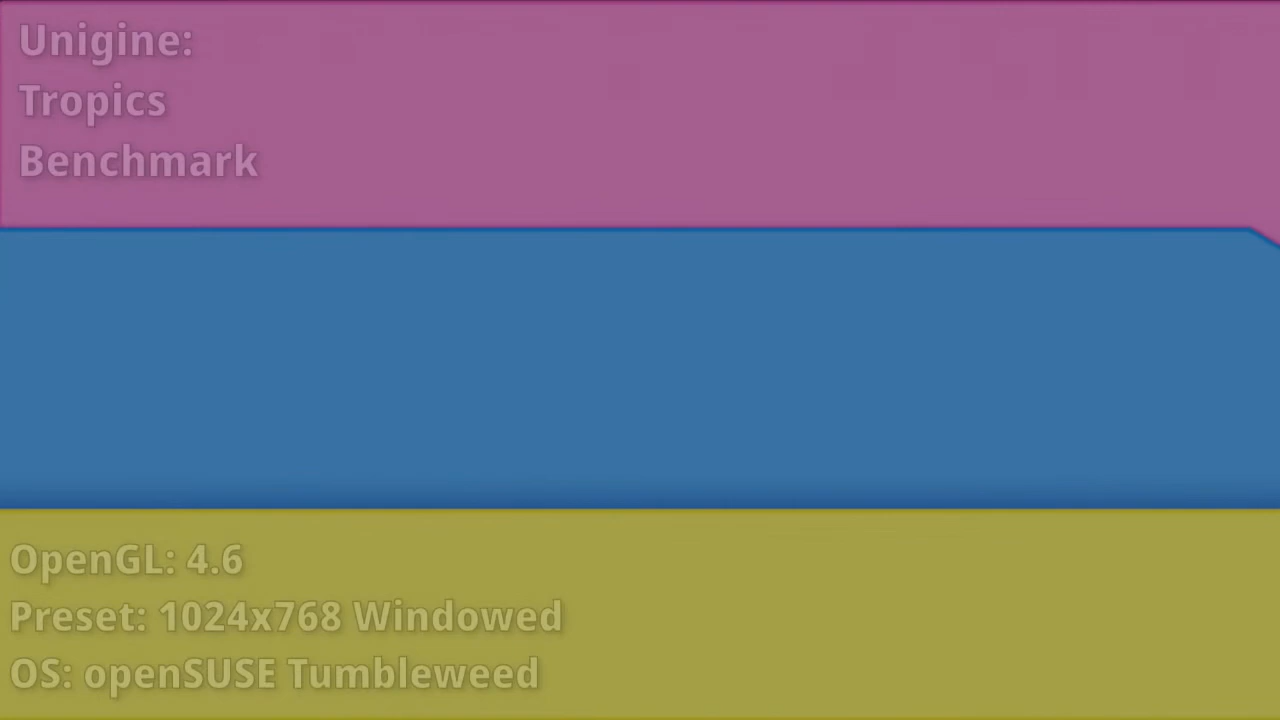 Unigine:
Tropics
Benchmark
OpenGL: 4.6
Preset: 1024x768 Windowed
OS: openSUSE Tumbleweed